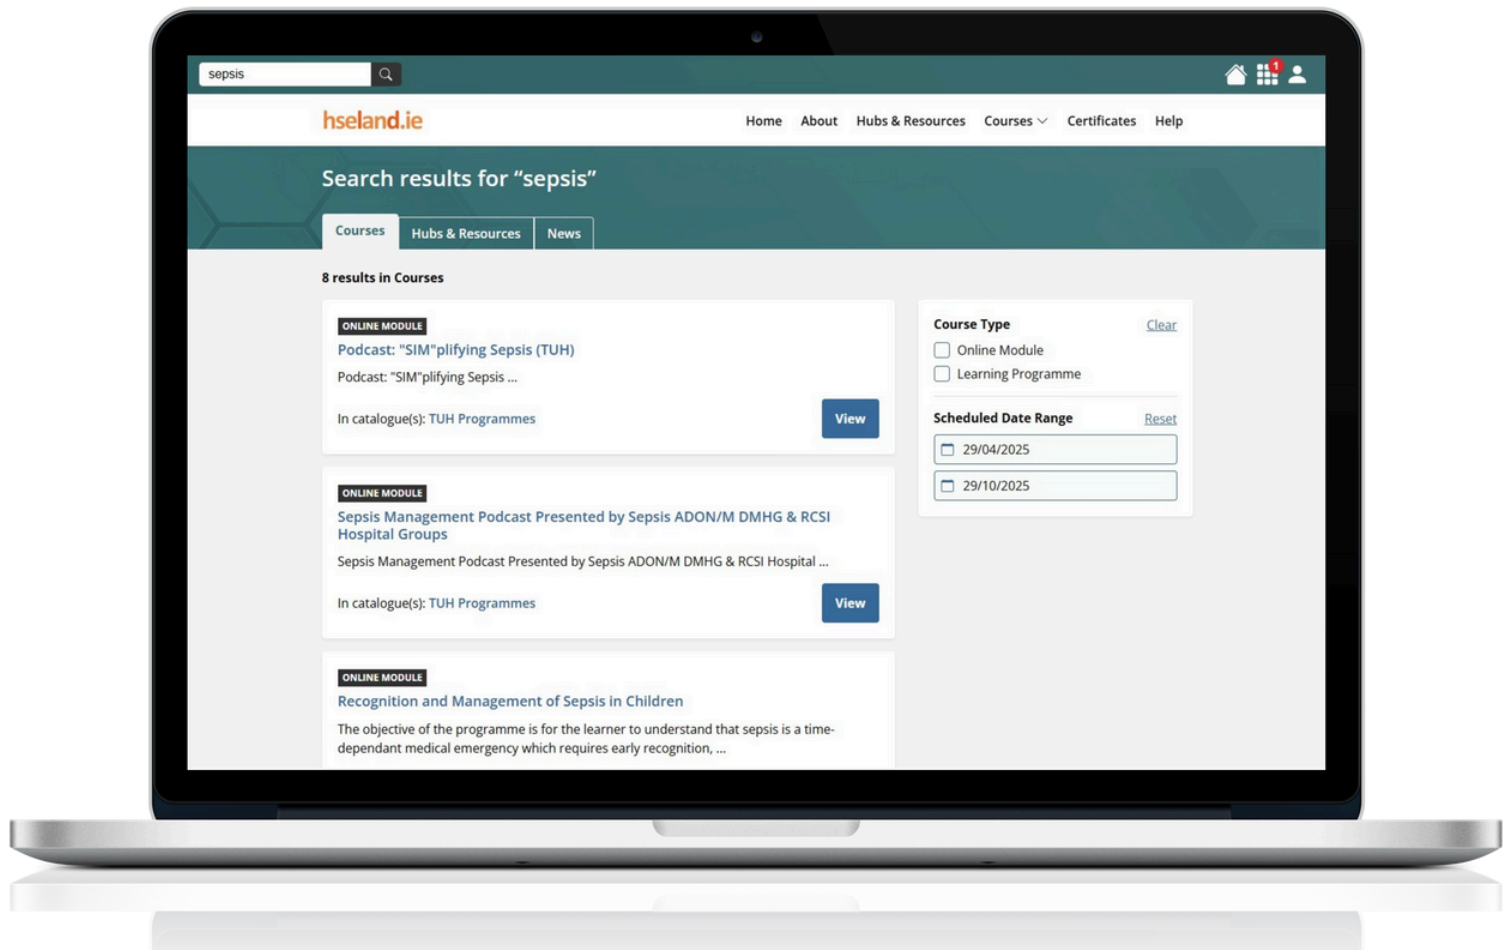 sepsis
1
hseland.ie
Home About Hubs & Resources Courses Certificates Help
Search results for “sepsis”
Courses Hubs & Resources News
8 results in Courses
ONLINE MODULE
Podcast: "SIM"plifying Sepsis (TUH)
Podcast: "SIM"plifying Sepsis ...
In catalogue(s): TUH Programmes
View
ONLINE MODULE
Sepsis Management Podcast Presented by Sepsis ADON/M DMHG & RCSI
Hospital Groups
Sepsis Management Podcast Presented by Sepsis ADON/M DMHG & RCSI Hospital ...
In catalogue(s): TUH Programmes
View
ONLINE MODULE
Recognition and Management of Sepsis in Children
The objective of the programme is for the learner to understand that sepsis is a time-
dependant medical emergency which requires early recognition, ...
Course Type Clear
Online Module
Learning Programme
Scheduled Date Range Reset
29/04/2025
29/10/2025